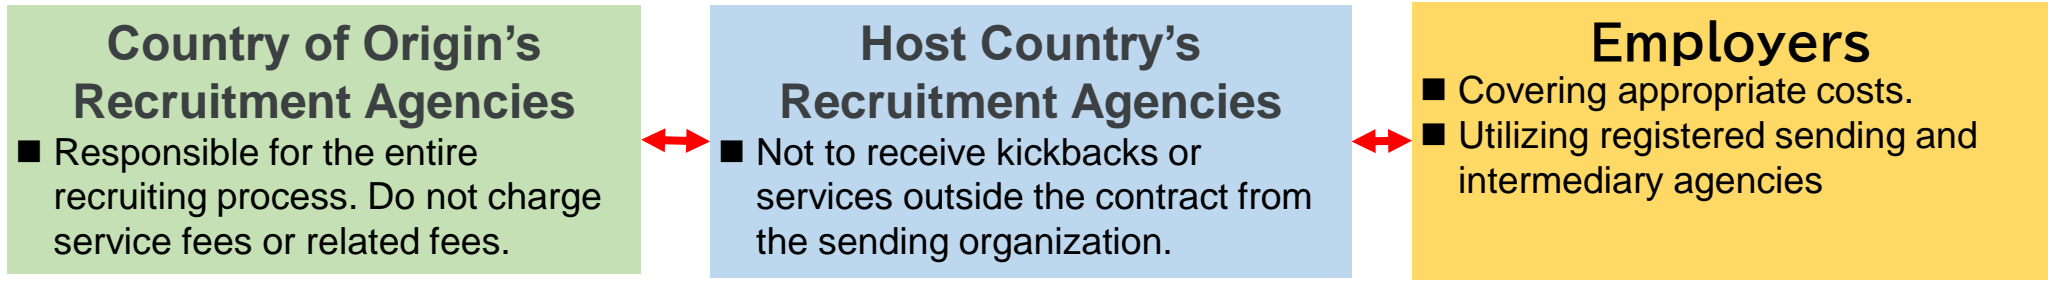 Country of Origin’s
Recruitment Agencies
■ Responsible for the entire
recruiting process. Do not charge
service fees or related fees.
Host Country’s
Recruitment Agencies
■ Not to receive kickbacks or
services outside the contract from
the sending organization.
Employers
■ Covering appropriate costs.
■ Utilizing registered sending and
intermediary agencies